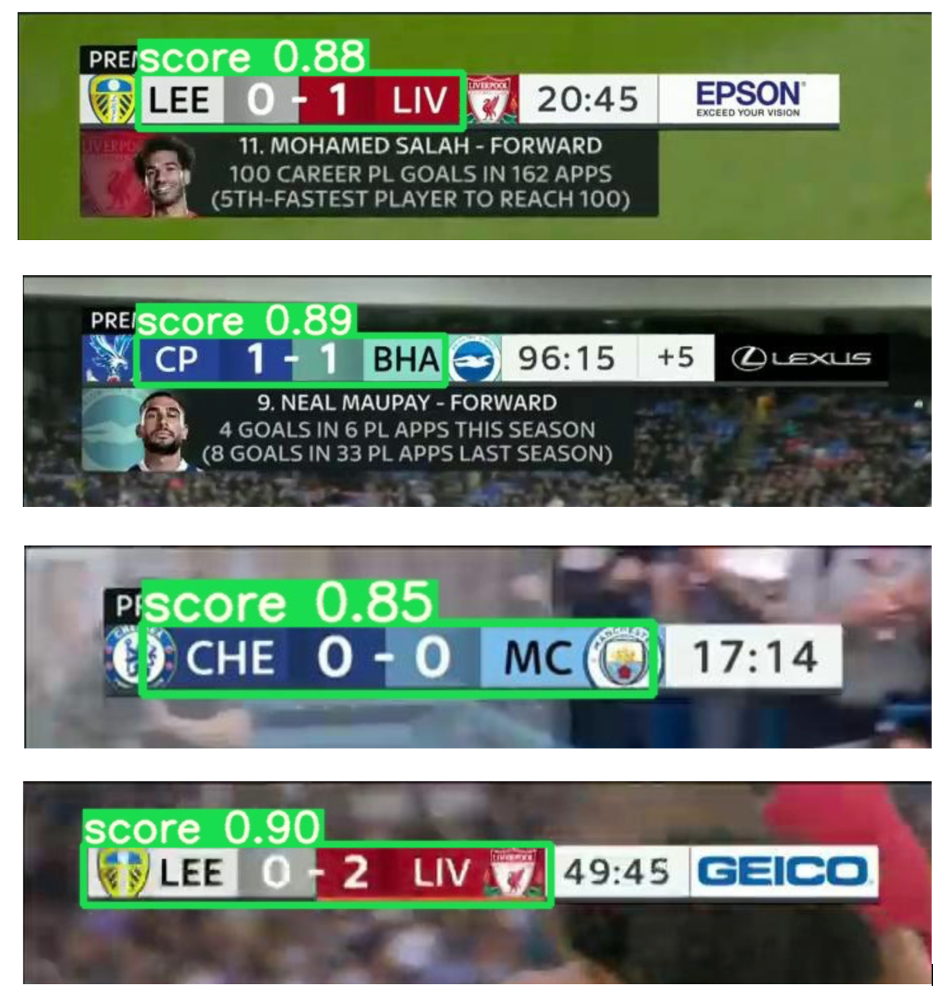 PREM
score 0.88
LEE 0 - 1 LIV LIVERPOOL 20:45 EPSON
EXCEED YOUR VISION
LIVERPO
11. MOHAMED SALAH - FORWARD
100 CAREER PL GOALS IN 162 APPS
(5TH-FASTEST PLAYER TO REACH 100)
PREM
score 0.89
CP 1 - 1 BHA 96:15 +5 LEXUS
9. NEAL MAUPAY - FORWARD
4 GOALS IN 6 PL APPS THIS SEASON
(8 GOALS IN 33 PL APPS LAST SEASON)
PR
score 0.85
CHE 0 - 0 MC 17:14
score 0.90
LEE 0 - 2 LIV 49:45 GEICO